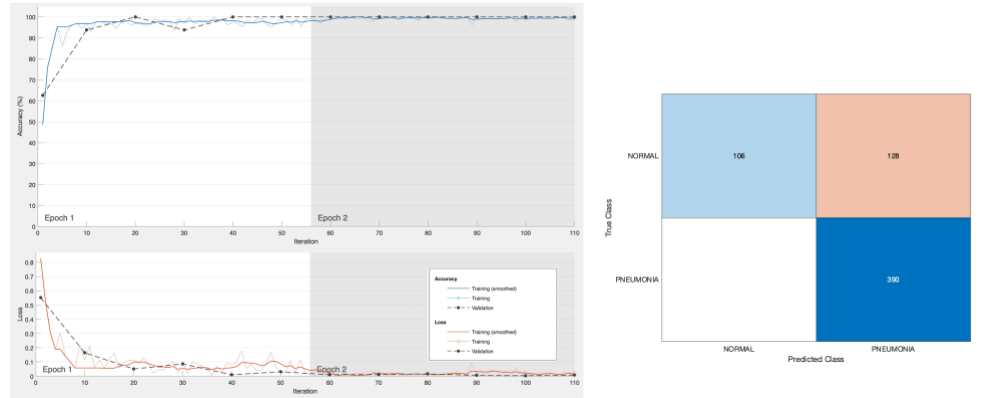 100
90
80
70
60
50
40
30
20
10
0
Accuracy (%)
Epoch 1
Epoch 2
0 10 20 30 40 50 60 70 80 90 100 110
Iteration
0.8
0.7
0.6
0.5
0.4
0.3
0.2
0.1
0
Loss
Epoch 1
Epoch 2
0 10 20 30 40 50 60 70 80 90 100 110
Iteration
Accuracy
Training (smoothed)
Training
Validation
Loss
Training (smoothed)
Training
Validation
True Class
NORMAL
106
128
PNEUMONIA
390
NORMAL
PNEUMONIA
Predicted Class